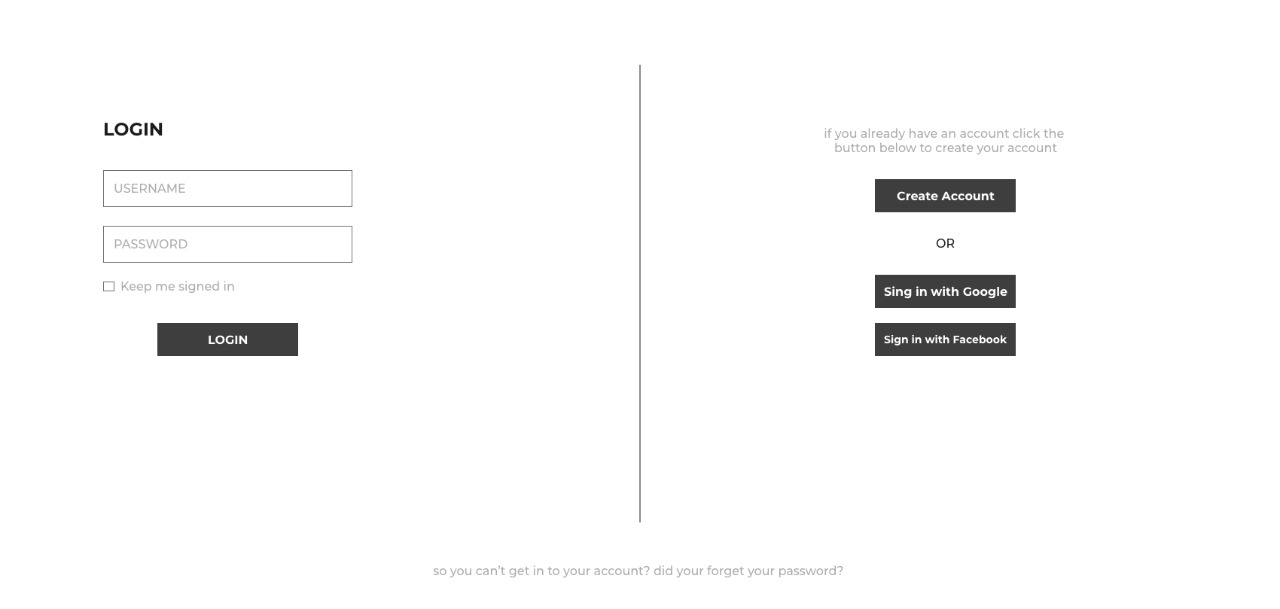 LOGIN
USERNAME
PASSWORD
Keep me signed in
LOGIN
if you already have an account click the
button below to create your account
Create Account
OR
Sing in with Google
Sign in with Facebook
so you can't get in to your account? did your forget your password?